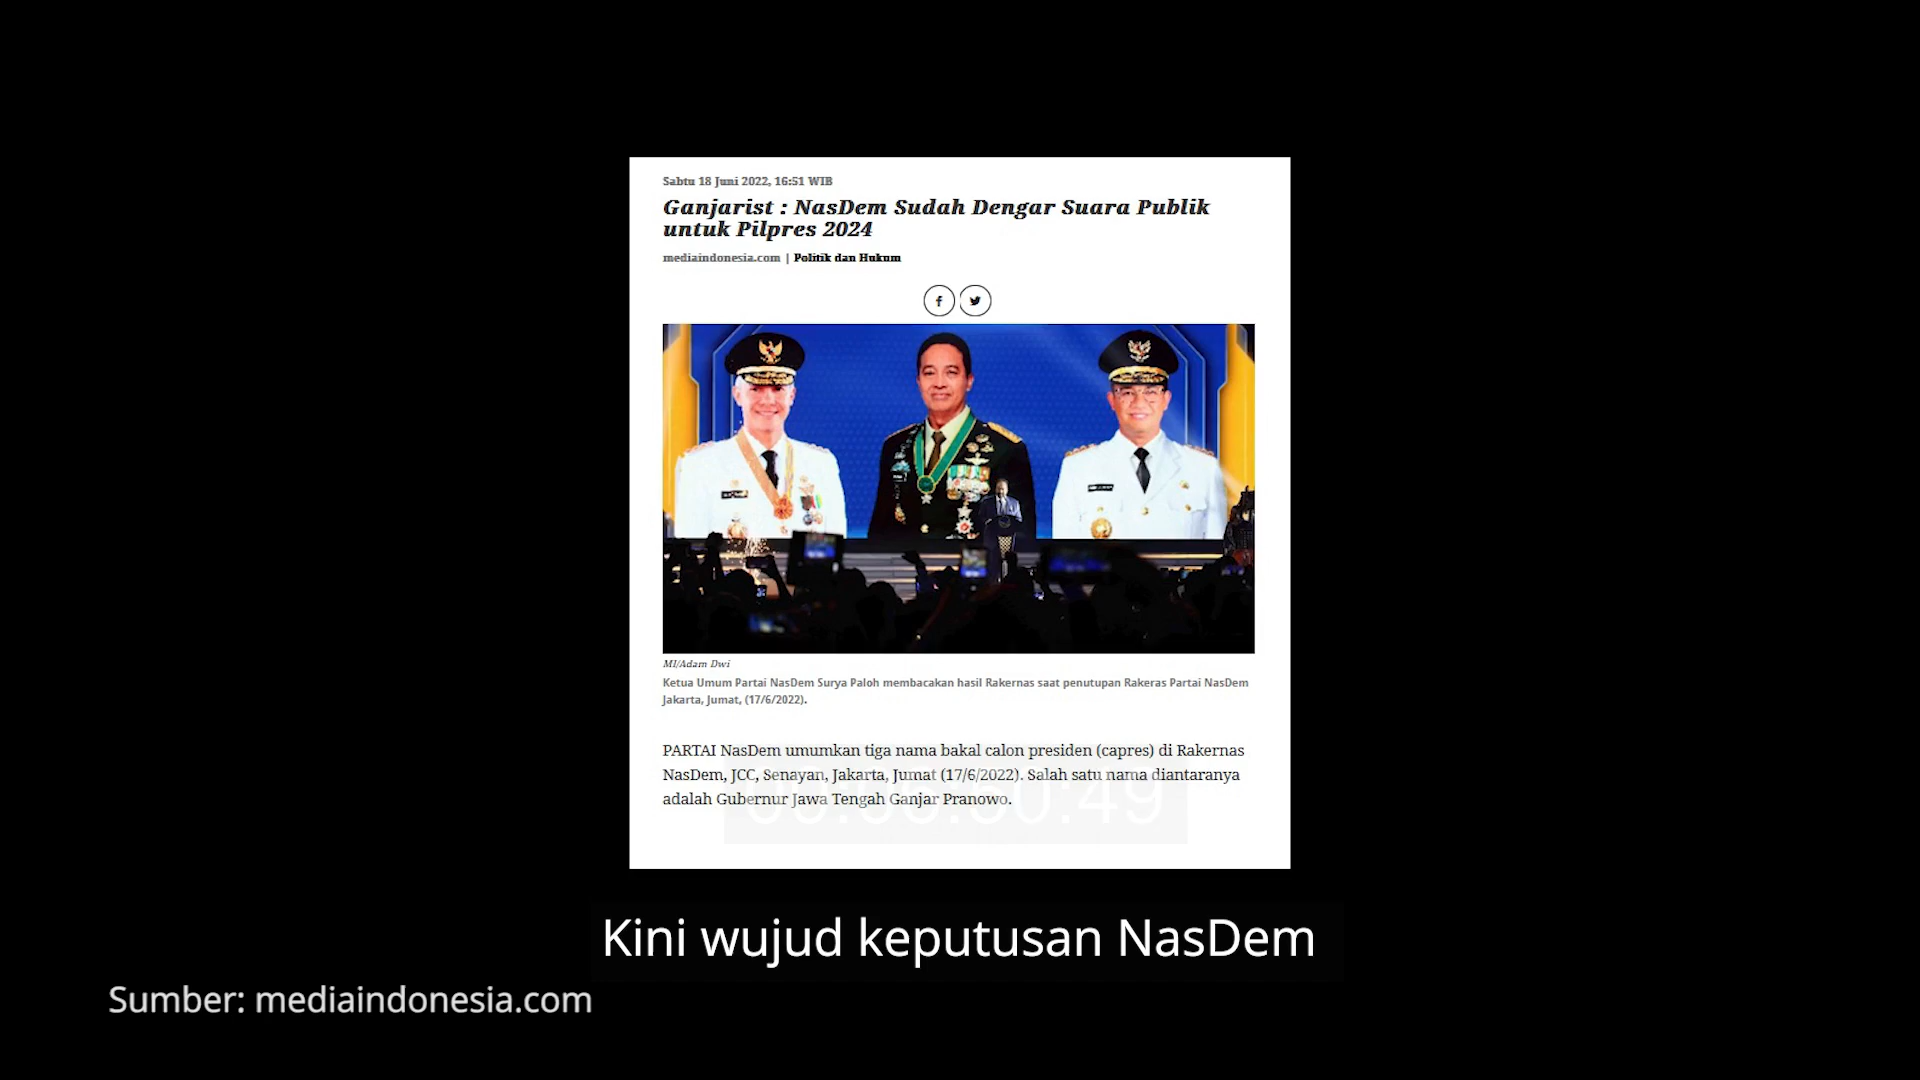 Sabtu 18 Juni 2022, 16:51 WIB
Ganjarist : NasDem Sudah Dengar Suara Publik
untuk Pilpres 2024
mediaindonesia.com | Politik dan Hukum
MI/Adam Dwi
Ketua Umum Partai NasDem Surya Paloh membacakan hasil Rakernas saat penutupan Rakeras Partai NasDem
Jakarta, Jumat, (17/6/2022).
PARTAI NasDem umumkan tiga nama bakal calon presiden (capres) di Rakernas
NasDem, JCC, Senayan, Jakarta, Jumat (17/6/2022). Salah satu nama diantaranya
adalah Gubernur Jawa Tengah Ganjar Pranowo.
Kini wujud keputusan NasDem
Sumber: mediaindonesia.com